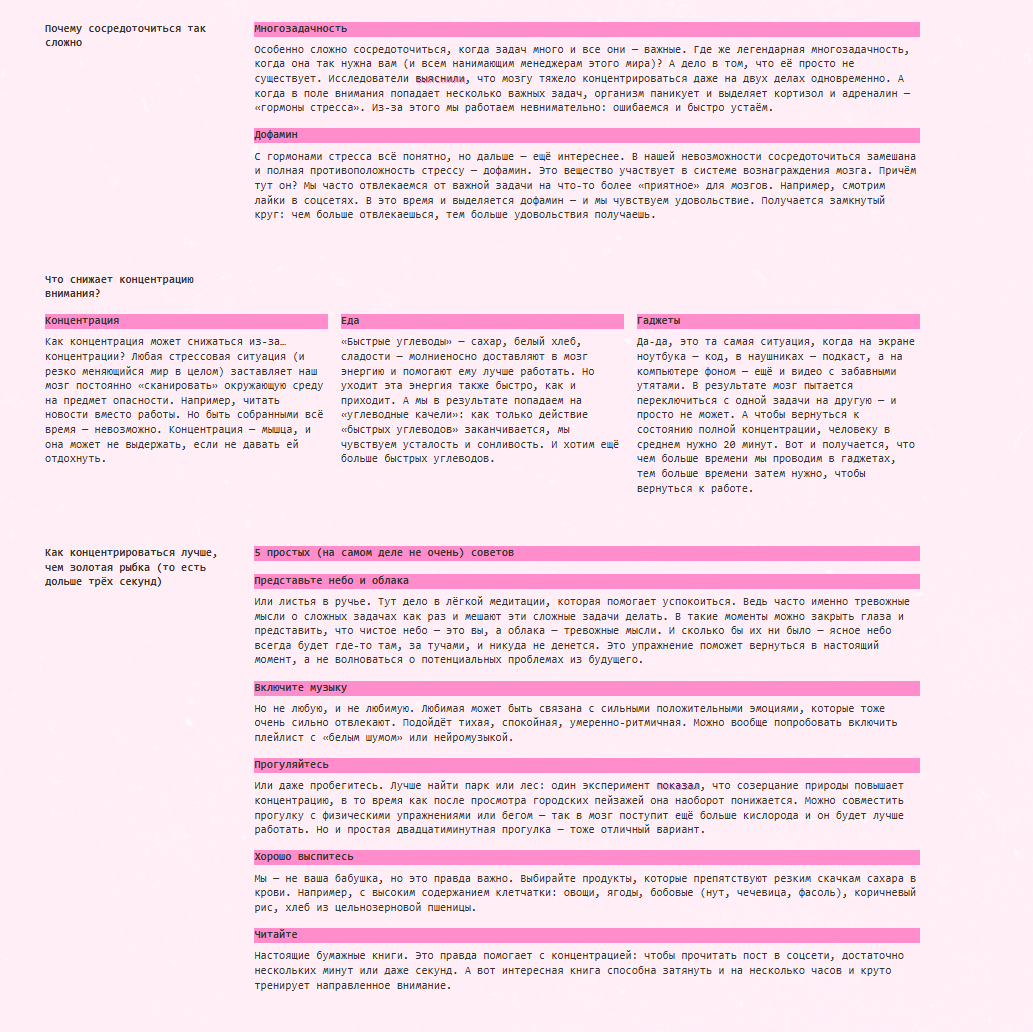 Почему сосредоточиться так
сложно
Многозадачность
Особенно сложно сосредоточиться, когда задач много и все они — важные. Где же легендарная многозадачность,
когда она так нужна вам (и всем нанимающим менеджерам этого мира)? А дело в том, что её просто не
существует. Исследователи выяснили, что мозгу тяжело концентрироваться даже на двух делах одновременно. А
когда в поле внимания попадает несколько важных задач, организм паникует и выделяет кортизол и адреналин —
«гормоны стресса». Из-за этого мы работаем невнимательно: ошибаемся и быстро устаём.
Дофамин
С гормонами стресса всё понятно, но дальше — ещё интереснее. В нашей невозможности сосредоточиться замешана
и полная противоположность стрессу — дофамин. Это вещество участвует в системе вознаграждения мозга. Причём
тут он? Мы часто отвлекаемся от важной задачи на что-то более «приятное» для мозгов. Например, смотрим
лайки в соцсетях. В это время и выделяется дофамин — и мы чувствуем удовольствие. Получается замкнутый
круг: чем больше отвлекаешься, тем больше удовольствия получаешь.
Что снижает концентрацию
внимания?
Концентрация
Как концентрация может снижаться из-за…
концентрации? Любая стрессовая ситуация (и
резко меняющийся мир в целом) заставляет наш
мозг постоянно «сканировать» окружающую среду
на предмет опасности. Например, читать
новости вместо работы. Но быть собранными всё
время — невозможно. Концентрация — мышца, и
она может не выдержать, если не давать ей
отдохнуть.
Еда
«Быстрые углеводы» — сахар, белый хлеб,
сладости — молниеносно доставляют в мозг
энергию и помогают ему лучше работать. Но
уходит эта энергия также быстро, как и
приходит. А мы в результате попадаем на
«углеводные качели»: как только действие
«быстрых углеводов» заканчивается, мы
чувствуем усталость и сонливость. И хотим ещё
больше быстрых углеводов.
Гаджеты
Да-да, это та самая ситуация, когда на экране
ноутбука — код, в наушниках — подкаст, а на
компьютере фоном — ещё и видео с забавными
утятами. В результате мозг пытается
переключиться с одной задачи на другую — и
просто не может. А чтобы вернуться к
состоянию полной концентрации, человеку в
среднем нужно 20 минут. Вот и получается, что
чем больше времени мы проводим в гаджетах,
тем больше времени затем нужно, чтобы
вернуться к работе.
Как концентрироваться лучше,
чем золотая рыбка (то есть
дольше трёх секунд)
5 простых (на самом деле не очень) советов
Представьте небо и облака
Или листья в ручье. Тут дело в лёгкой медитации, которая помогает успокоиться. Ведь часто именно тревожные
мысли о сложных задачах как раз и мешают эти сложные задачи делать. В такие моменты можно закрыть глаза и
представить, что чистое небо — это вы, а облака — тревожные мысли. И сколько бы их ни было — ясное небо
всегда будет где-то там, за тучами, и никуда не денется. Это упражнение поможет вернуться в настоящий
момент, а не волноваться о потенциальных проблемах из будущего.
Включите музыку
Но не любую, и не любимую. Любимая может быть связана с сильными положительными эмоциями, которые тоже
очень сильно отвлекают. Подойдёт тихая, спокойная, умеренно-ритмичная. Можно вообще попробовать включить
плейлист с «белым шумом» или нейромузыкой.
Прогуляйтесь
Или даже пробегитесь. Лучше найти парк или лес: один эксперимент показал, что созерцание природы повышает
концентрацию, в то время как после просмотра городских пейзажей она наоборот понижается. Можно совместить
прогулку с физическими упражнениями или бегом — так в мозг поступит ещё больше кислорода и он будет лучше
работать. Но и простая двадцатиминутная прогулка — тоже отличный вариант.
Хорошо выспитесь
Мы — не ваша бабушка, но это правда важно. Выбирайте продукты, которые препятствуют резким скачкам сахара в
крови. Например, с высоким содержанием клетчатки: овощи, ягоды, бобовые (нут, чечевица, фасоль), коричневый
рис, хлеб из цельнозерновой пшеницы.
Читайте
Настоящие бумажные книги. Это правда помогает с концентрацией: чтобы прочитать пост в соцсети, достаточно
нескольких минут или даже секунд. А вот интересная книга способна затянуть и на несколько часов и круто
тренирует направленное внимание.